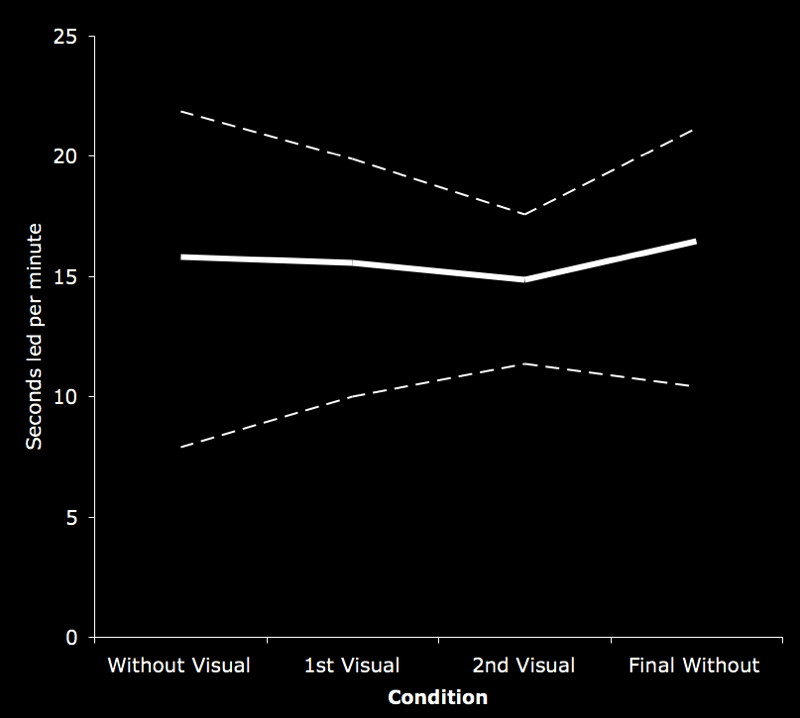 25
20
15
10
5
0
Seconds led per minute
Without Visual
1st Visual
2nd Visual
Final Without
Condition